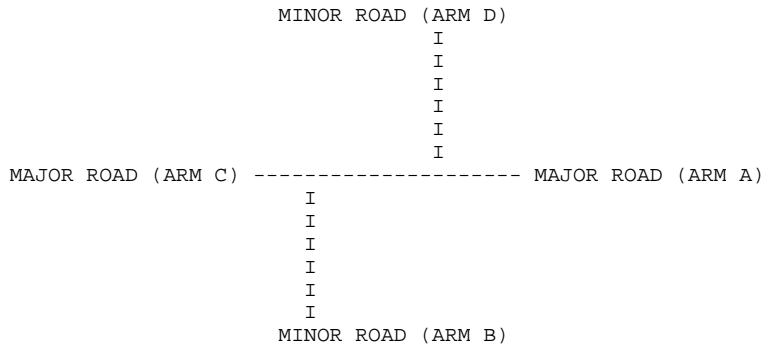 MINOR ROAD (ARM D)
I
I
I
I
I
I
MAJOR ROAD (ARM C) --------------------- MAJOR ROAD (ARM A)
I
I
I
I
I
I
MINOR ROAD (ARM B)